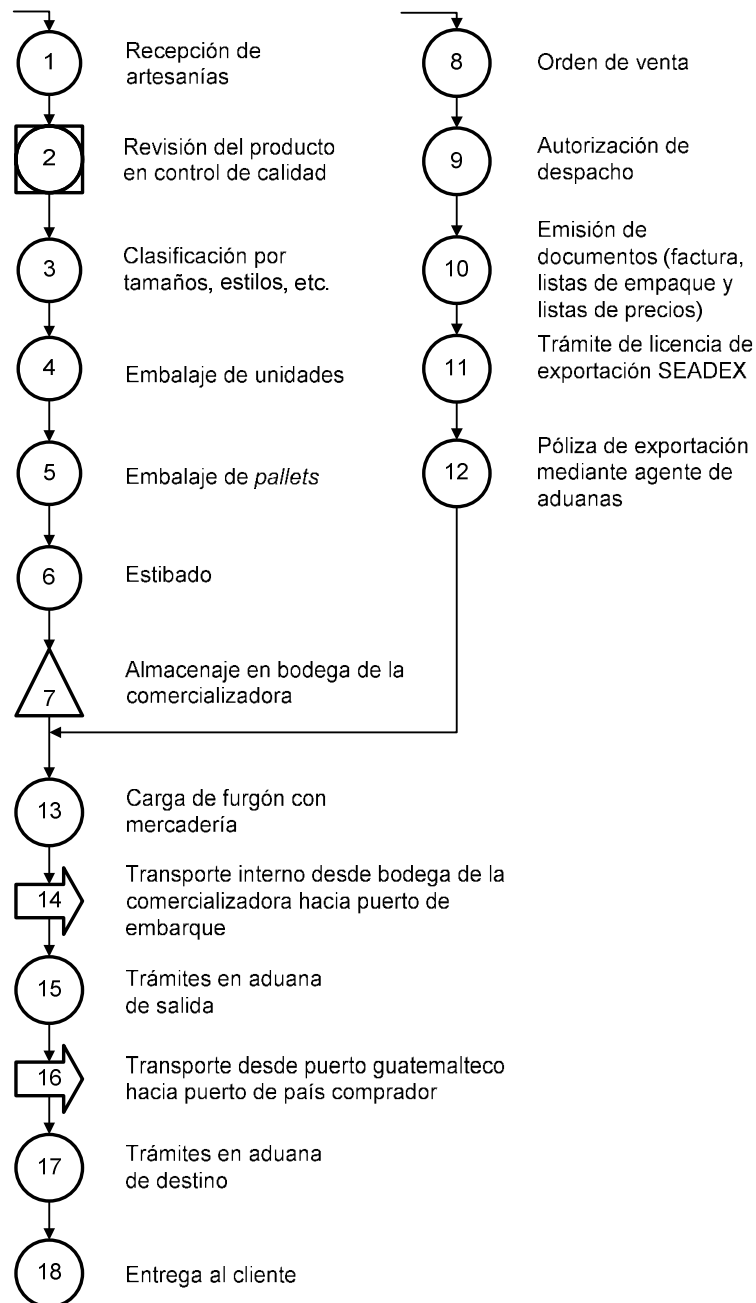 1
Recepción de
artesanías
2
Revisión del producto
en control de calidad
3
Clasificación por
tamaños, estilos, etc.
4
Embalaje de unidades
5
Embalaje de pallets
6
Estibado
7
Almacenaje en bodega de la
comercializadora
8
Orden de venta
9
Autorización de
despacho
10
Emisión de
documentos (factura,
listas de empaque y
listas de precios)
11
Trámite de licencia de
exportación SEADEX
12
Póliza de exportación
mediante agente de
aduanas
13
Carga de furgón con
mercadería
14
Transporte interno desde bodega de la
comercializadora hacia puerto de
embarque
15
Trámites en aduana
de salida
16
Transporte desde puerto guatemalteco
hacia puerto de país comprador
17
Trámites en aduana
de destino
18
Entrega al cliente